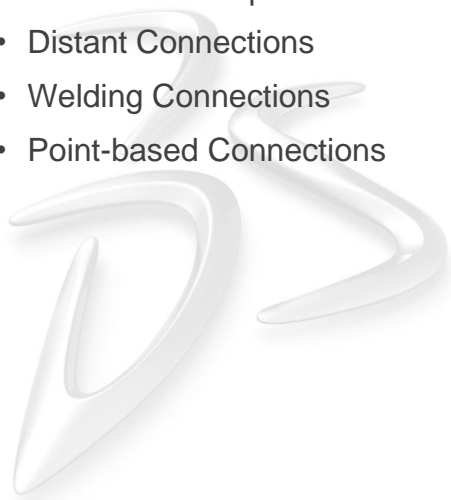 • Distant Connections
• Welding Connections
• Point-based Connections